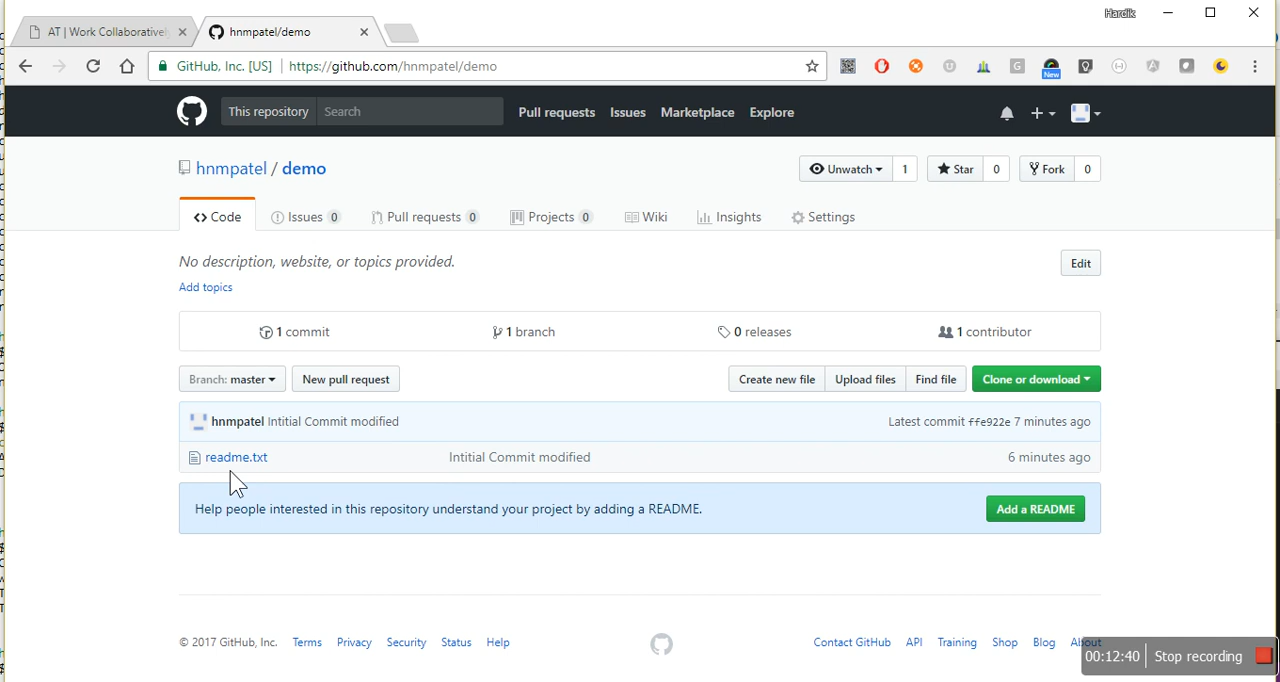 Hardik
AT | Work Collaboratively
hnmpatel/demo
GitHub, Inc. [US] | https://github.com/hnmpatel/demo
New
This repository Search Pull requests Issues Marketplace Explore
hnmpatel / demo
Unwatch 1 Star 0 Fork 0
Code Issues 0 Pull requests 0 Projects 0 Wiki Insights Settings
No description, website, or topics provided.
Edit
Add topics
1 commit 1 branch 0 releases 1 contributor
Branch: master New pull request Create new file Upload files Find file Clone or download
hnmpatel Intitial Commit modified Latest commit ffe922e 7 minutes ago
readme.txt Intitial Commit modified 6 minutes ago
Help people interested in this repository understand your project by adding a README. Add a README
© 2017 GitHub, Inc. Terms Privacy Security Status Help Contact GitHub API Training Shop Blog About
00:12:40 Stop recording